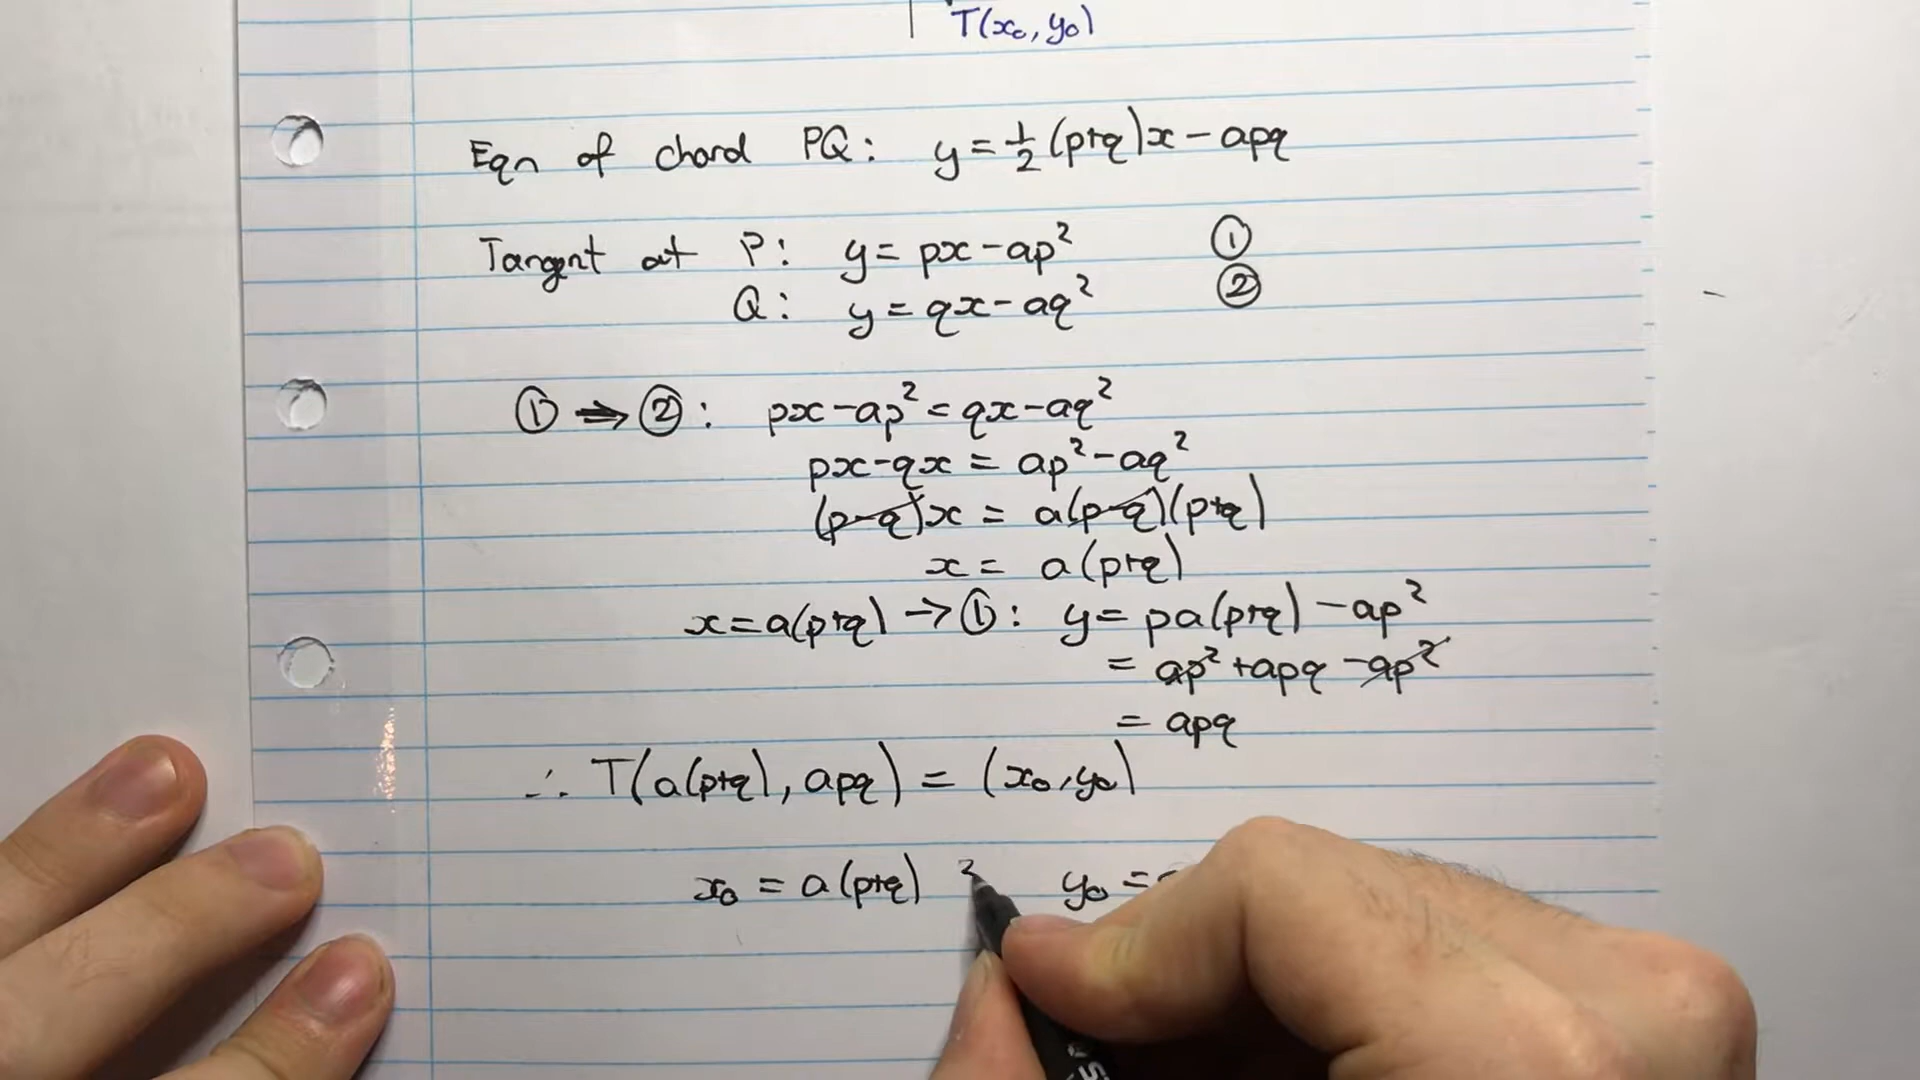 T(x₀, y₀)
Eqn of chord PQ: y = ½(p+q)x − apq
Tangent at P: y = px − ap² ①
Q: y = qx − aq² ②
① → ②: px − ap² = qx − aq²
px − qx = ap² − aq²
(p−q)x = a(p−q)(p+q)
x = a(p+q)
x = a(p+q) → ①: y = pa(p+q) − ap²
= ap² + apq − ap²
= apq
∴ T(a(p+q), apq) = (x₀, y₀)
x₀ = a(p+q) y₀ =